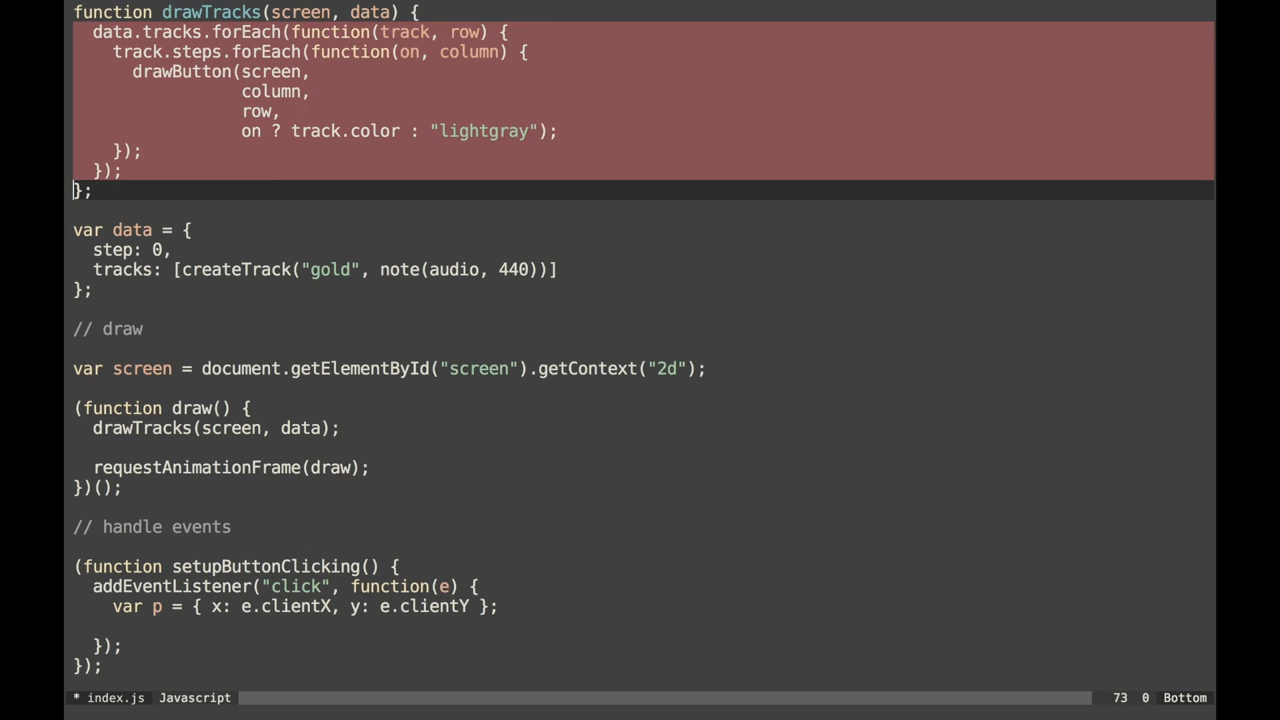 function drawTracks(screen, data) {
  data.tracks.forEach(function(track, row) {
    track.steps.forEach(function(on, column) {
      drawButton(screen,
                 column,
                 row,
                 on ? track.color : "lightgray");
    });
  });
};

var data = {
  step: 0,
  tracks: [createTrack("gold", note(audio, 440))]
};

// draw

var screen = document.getElementById("screen").getContext("2d");

(function draw() {
  drawTracks(screen, data);

  requestAnimationFrame(draw);
})();

// handle events

(function setupButtonClicking() {
  addEventListener("click", function(e) {
    var p = { x: e.clientX, y: e.clientY };

  });
});
* index.js Javascript 73 0 Bottom